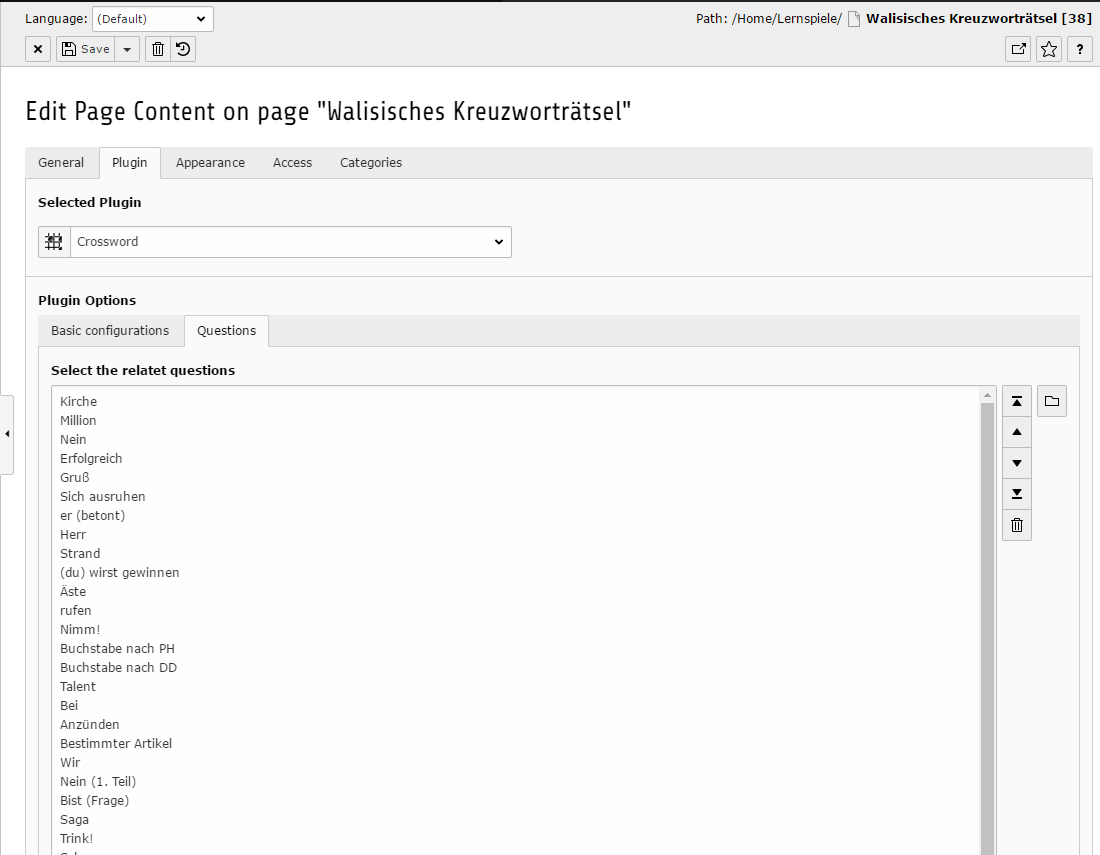 Language: (Default) Path: /Home/Lernspiele/ Walisisches Kreuzworträtsel [38]
Save ?
Edit Page Content on page "Walisisches Kreuzworträtsel"
General Plugin Appearance Access Categories
Selected Plugin
Crossword
Plugin Options
Basic configurations Questions
Select the relatet questions
Kirche
Million
Nein
Erfolgreich
Gruß
Sich ausruhen
er (betont)
Herr
Strand
(du) wirst gewinnen
Äste
rufen
Nimm!
Buchstabe nach PH
Buchstabe nach DD
Talent
Bei
Anzünden
Bestimmter Artikel
Wir
Nein (1. Teil)
Bist (Frage)
Saga
Trink!